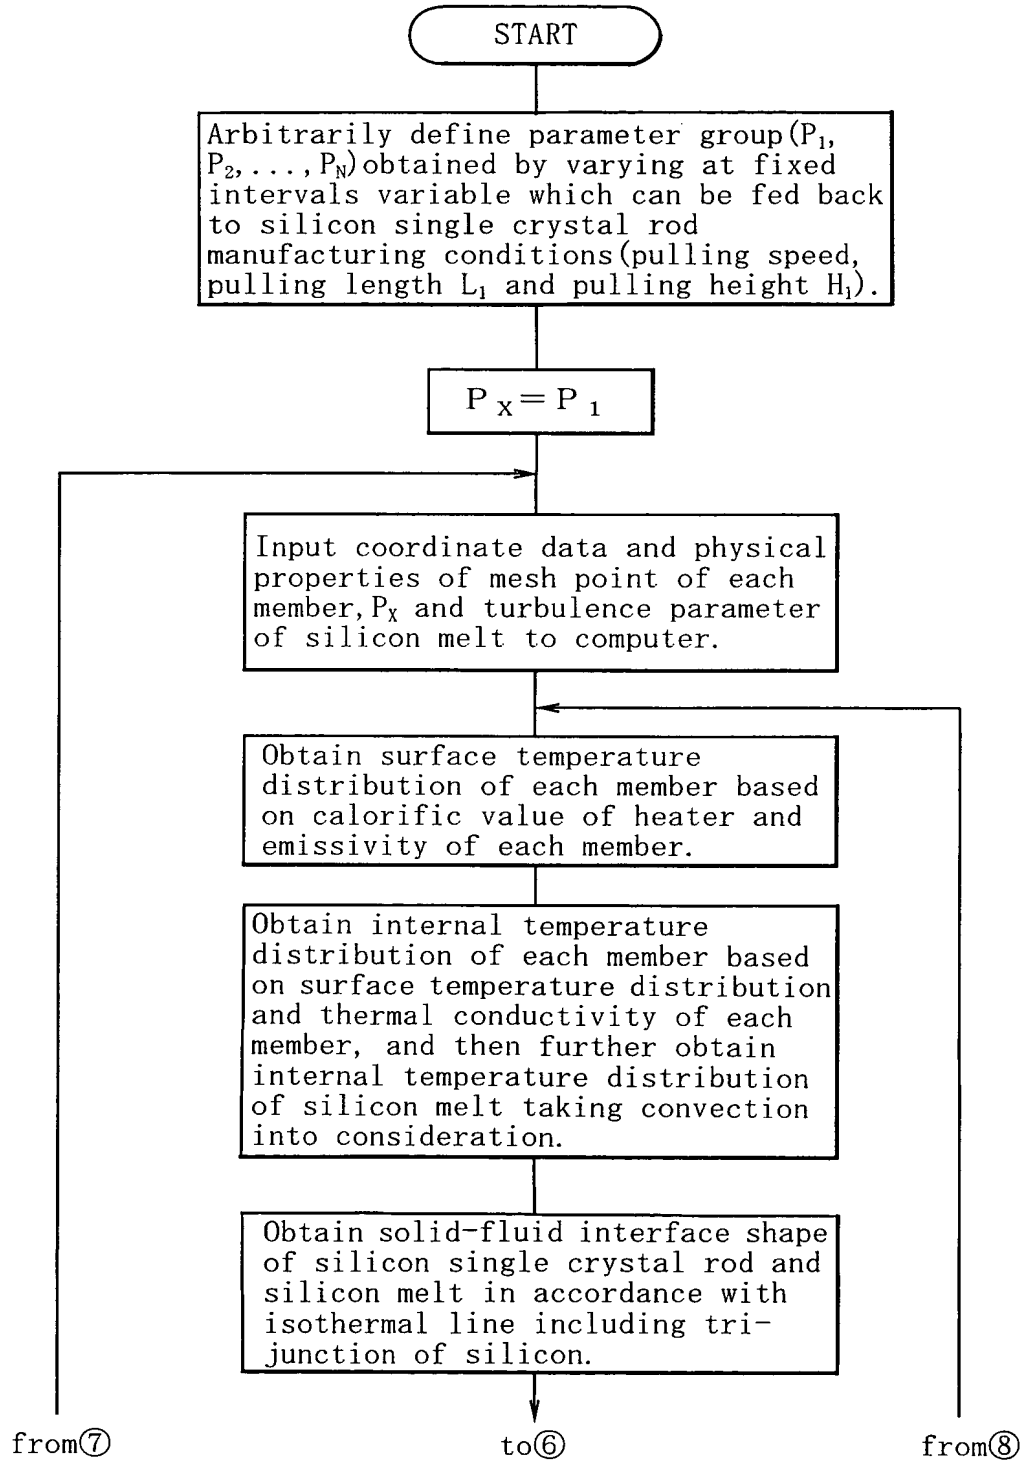 START
Arbitrarily define parameter group(P₁,
P₂,...,P_N)obtained by varying at fixed
intervals variable which can be fed back
to silicon single crystal rod
manufacturing conditions(pulling speed,
pulling length L₁ and pulling height H₁).
P_X=P₁
Input coordinate data and physical
properties of mesh point of each
member,P_X and turbulence parameter
of silicon melt to computer.
Obtain surface temperature
distribution of each member based
on calorific value of heater and
emissivity of each member.
Obtain internal temperature
distribution of each member based
on surface temperature distribution
and thermal conductivity of each
member, and then further obtain
internal temperature distribution
of silicon melt taking convection
into consideration.
Obtain solid-fluid interface shape
of silicon single crystal rod and
silicon melt in accordance with
isothermal line including tri-
junction of silicon.
from⑦
to⑥
from⑧